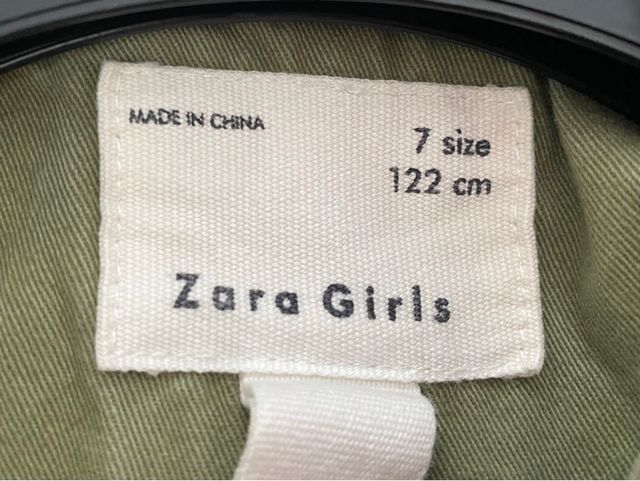 MADE IN CHINA
7 size
122 cm
Zara Girls